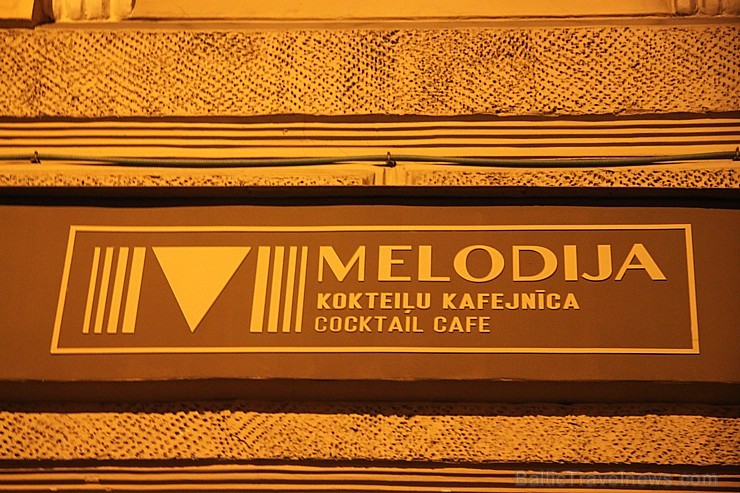 MELODIJA
KOKTEIĻU KAFEJNĪCA
COCKTAIL CAFE
BalticTravelnews.com